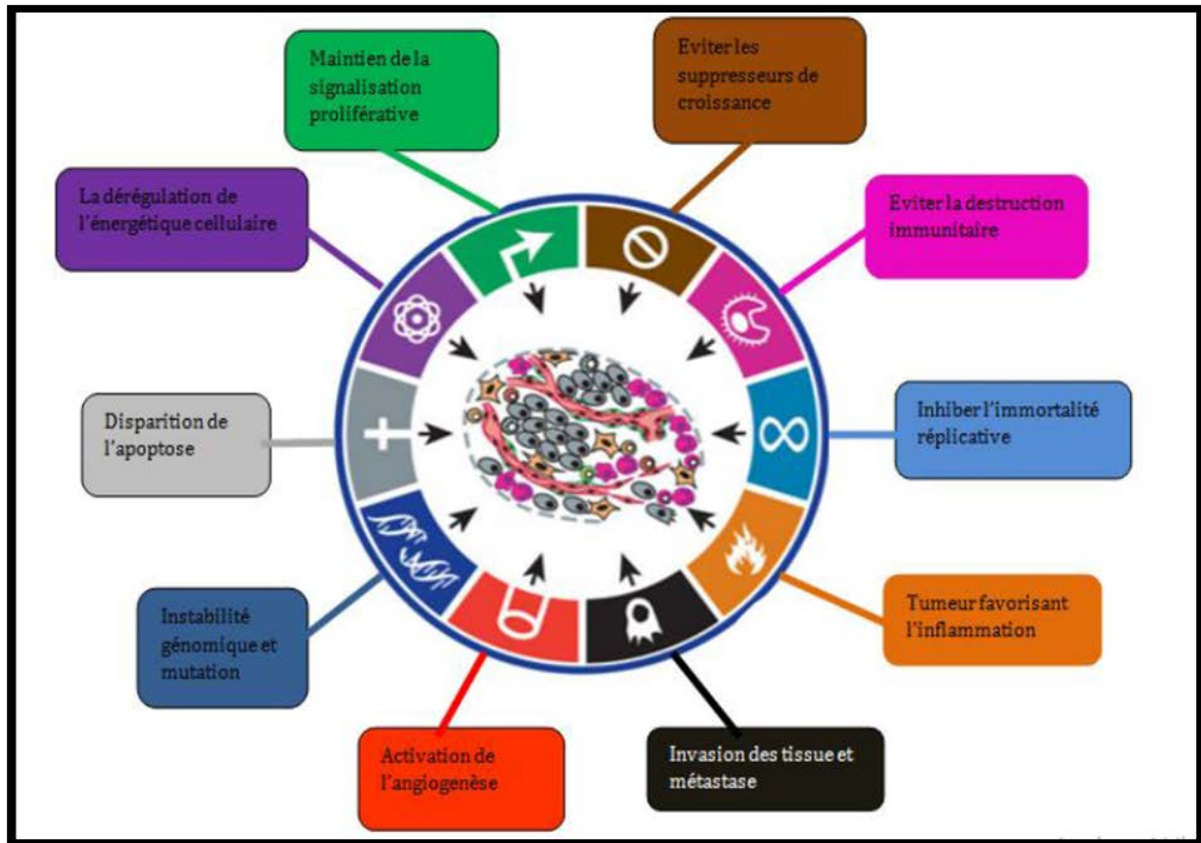 Maintien de la
signalisation
proliférative
Eviter les
suppresseurs de
croissance
La dérégulation de
l'énergétique cellulaire
Eviter la destruction
immunitaire
Disparition de
l'apoptose
Inhiber l'immortalité
réplicative
Instabilité
génomique et
mutation
Tumeur favorisant
l'inflammation
Activation de
l'angiogenèse
Invasion des tissue et
métastase